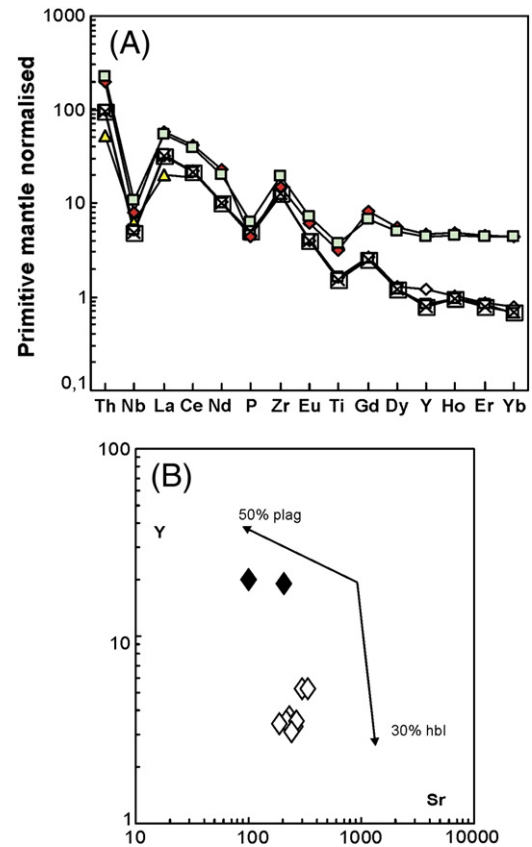 1000
(A)
100
10
1
0,1
Primitive mantle normalised
Th Nb La Ce Nd P Zr Eu Ti Gd Dy Y Ho Er Yb
100
(B)
Y
50% plag
10
30% hbl
Sr
1
10 100 1000 10000